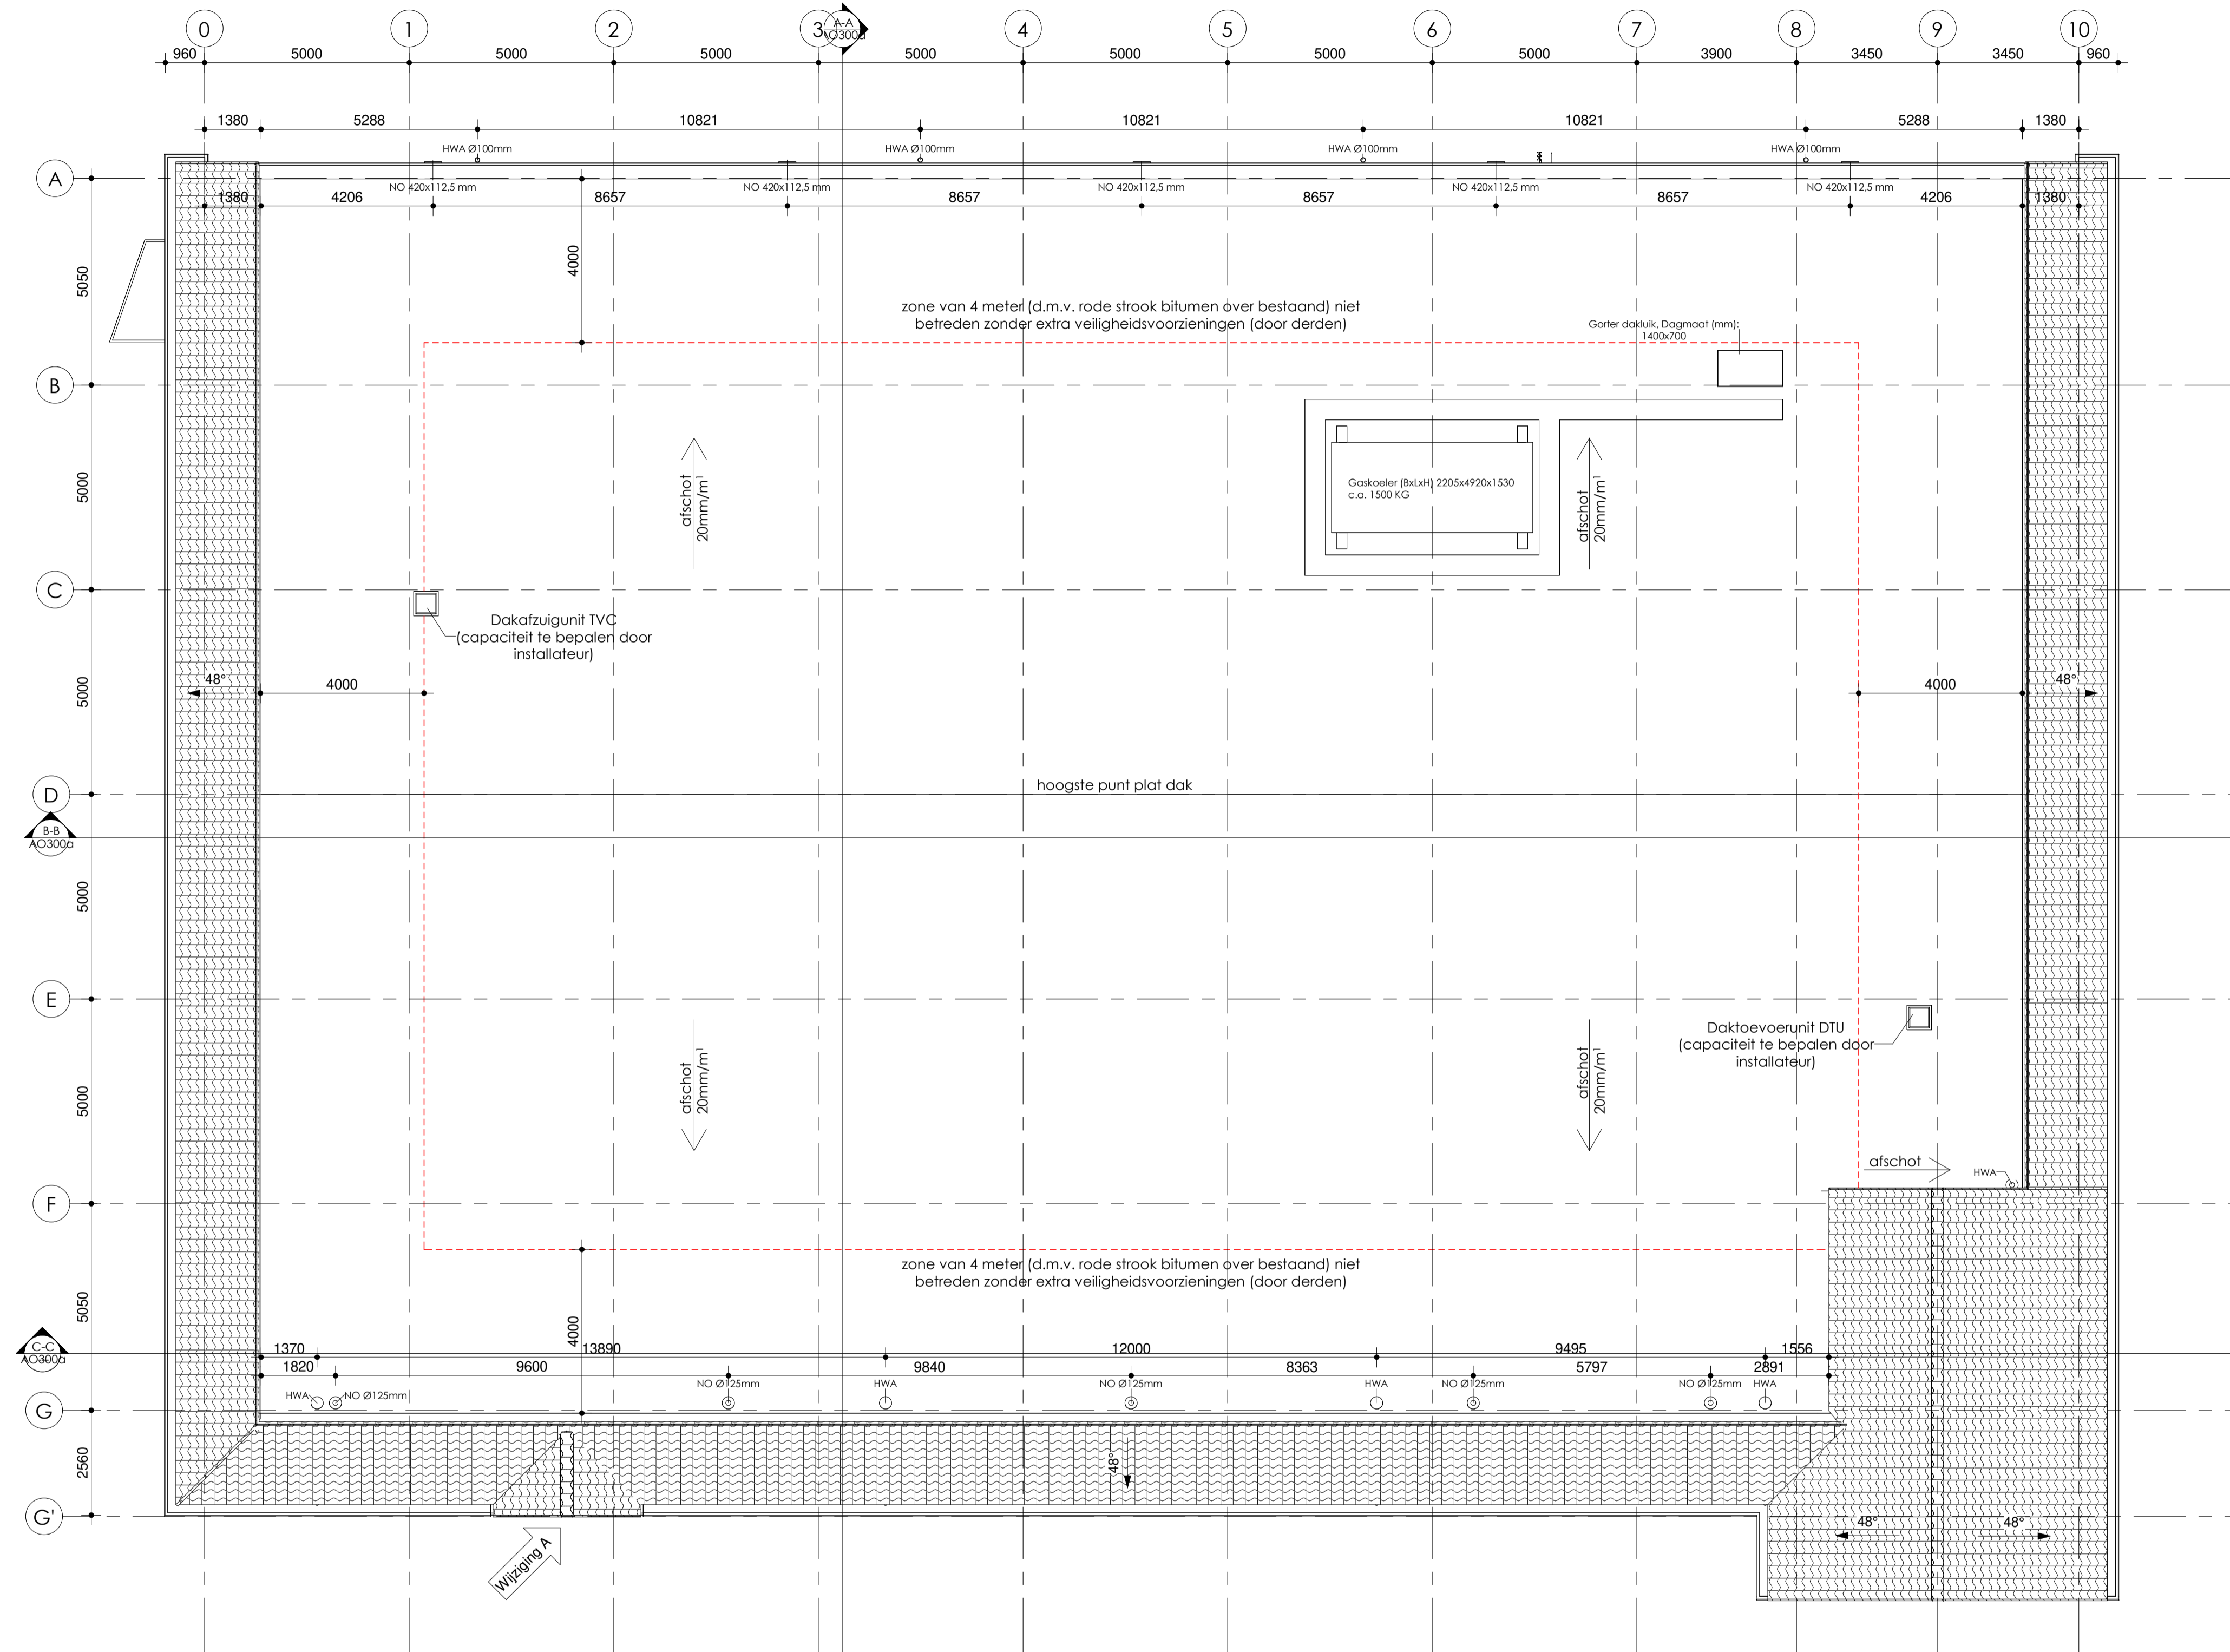 0 1 2 3 A-A 4 5 6 7 8 9 10
AO300a
960 5000 5000 5000 5000 5000 5000 5000 3900 3450 3450 960
1380 5288 10821 10821 10821 5288 1380
HWA Ø100mm HWA Ø100mm HWA Ø100mm HWA Ø100mm
A
NO 420x112,5 mm NO 420x112,5 mm NO 420x112,5 mm NO 420x112,5 mm NO 420x112,5 mm
1380 4206 8657 8657 8657 8657 4206 1380
5050
4000
zone van 4 meter (d.m.v. rode strook bitumen over bestaand) niet
betreden zonder extra veiligheidsvoorzieningen (door derden)
Gorter dakluik, Dagmaat (mm):
1400x700
B
5000
afschot
20mm/m¹
Gaskoeler (BxLxH) 2205x4920x1530
c.a. 1500 KG
afschot
20mm/m¹
C
Dakafzuigunit TVC
(capaciteit te bepalen door
installateur)
5000
48° 4000 4000 48°
hoogste punt plat dak
D
B-B
AO300a
5000
E
Daktoevoerunit DTU
(capaciteit te bepalen door
installateur)
5000
afschot
20mm/m¹
afschot
20mm/m¹
afschot
HWA
F
zone van 4 meter (d.m.v. rode strook bitumen over bestaand) niet
betreden zonder extra veiligheidsvoorzieningen (door derden)
5050
4000
C-C
AO300a
1370 13890 12000 9495 1556
1820 9600 9840 8363 5797 2891
NO Ø125mm HWA NO Ø125mm HWA NO Ø125mm NO Ø125mm HWA
HWA NO Ø125mm
G
2560
48°
G'
48° 48°
Wijziging A